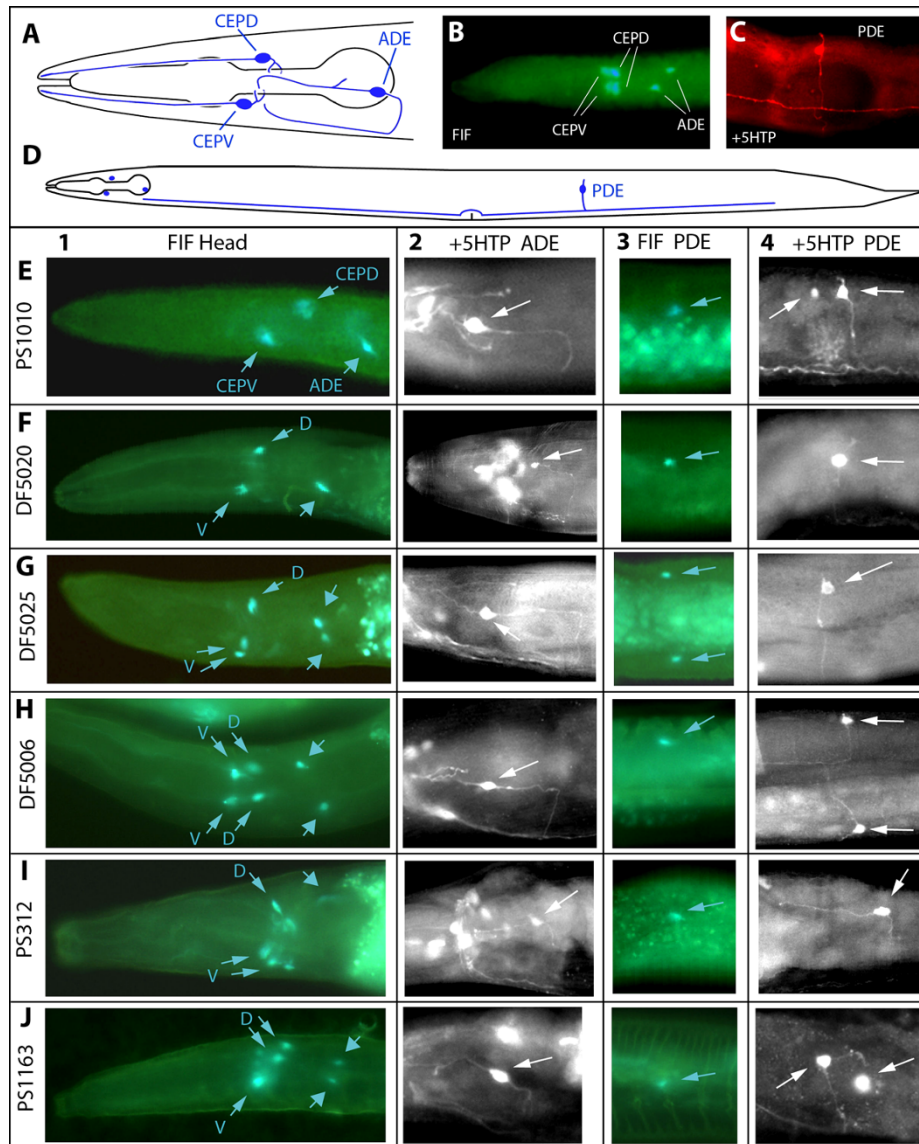 A
CEPD
ADE
CEPV
B
CEPD
CEPV
ADE
FIF
C
PDE
+5HTP
D
PDE
1 FIF Head
2 +5HTP ADE
3 FIF PDE
4 +5HTP PDE
E
PS1010
CEPD
CEPV
ADE
F
DF5020
D
V
G
DF5025
D
V
H
DF5006
V
D
V
D
I
PS312
D
V
J
PS1163
D
V